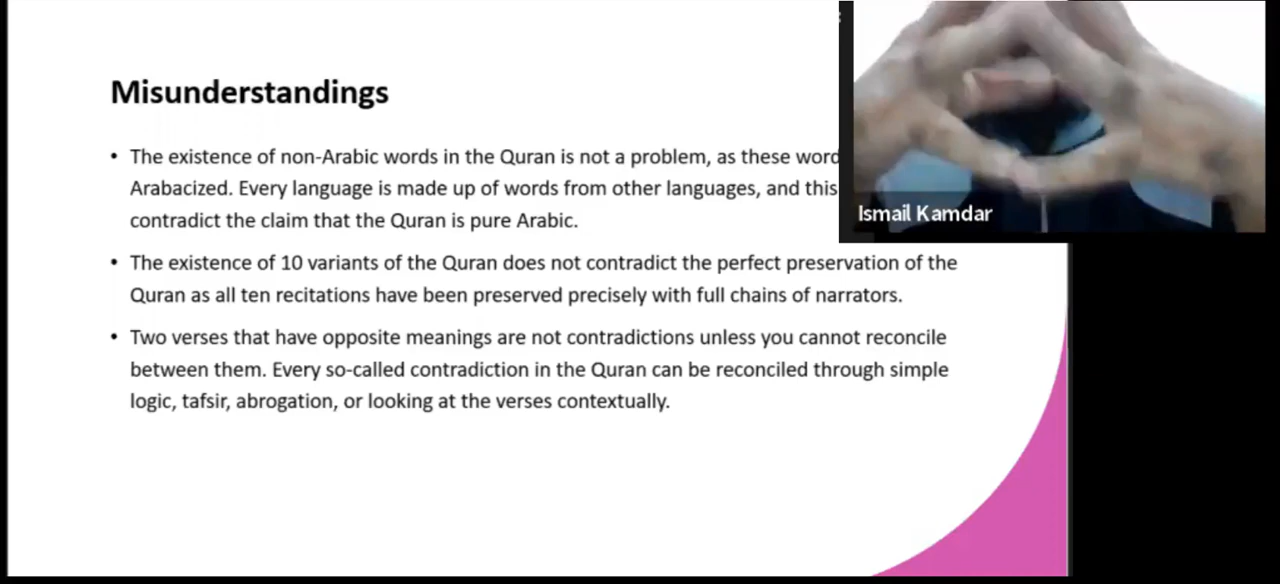 Misunderstandings
• The existence of non-Arabic words in the Quran is not a problem, as these word
Arabacized. Every language is made up of words from other languages, and this
contradict the claim that the Quran is pure Arabic.
• The existence of 10 variants of the Quran does not contradict the perfect preservation of the
Quran as all ten recitations have been preserved precisely with full chains of narrators.
• Two verses that have opposite meanings are not contradictions unless you cannot reconcile
between them. Every so-called contradiction in the Quran can be reconciled through simple
logic, tafsir, abrogation, or looking at the verses contextually.
Ismail Kamdar